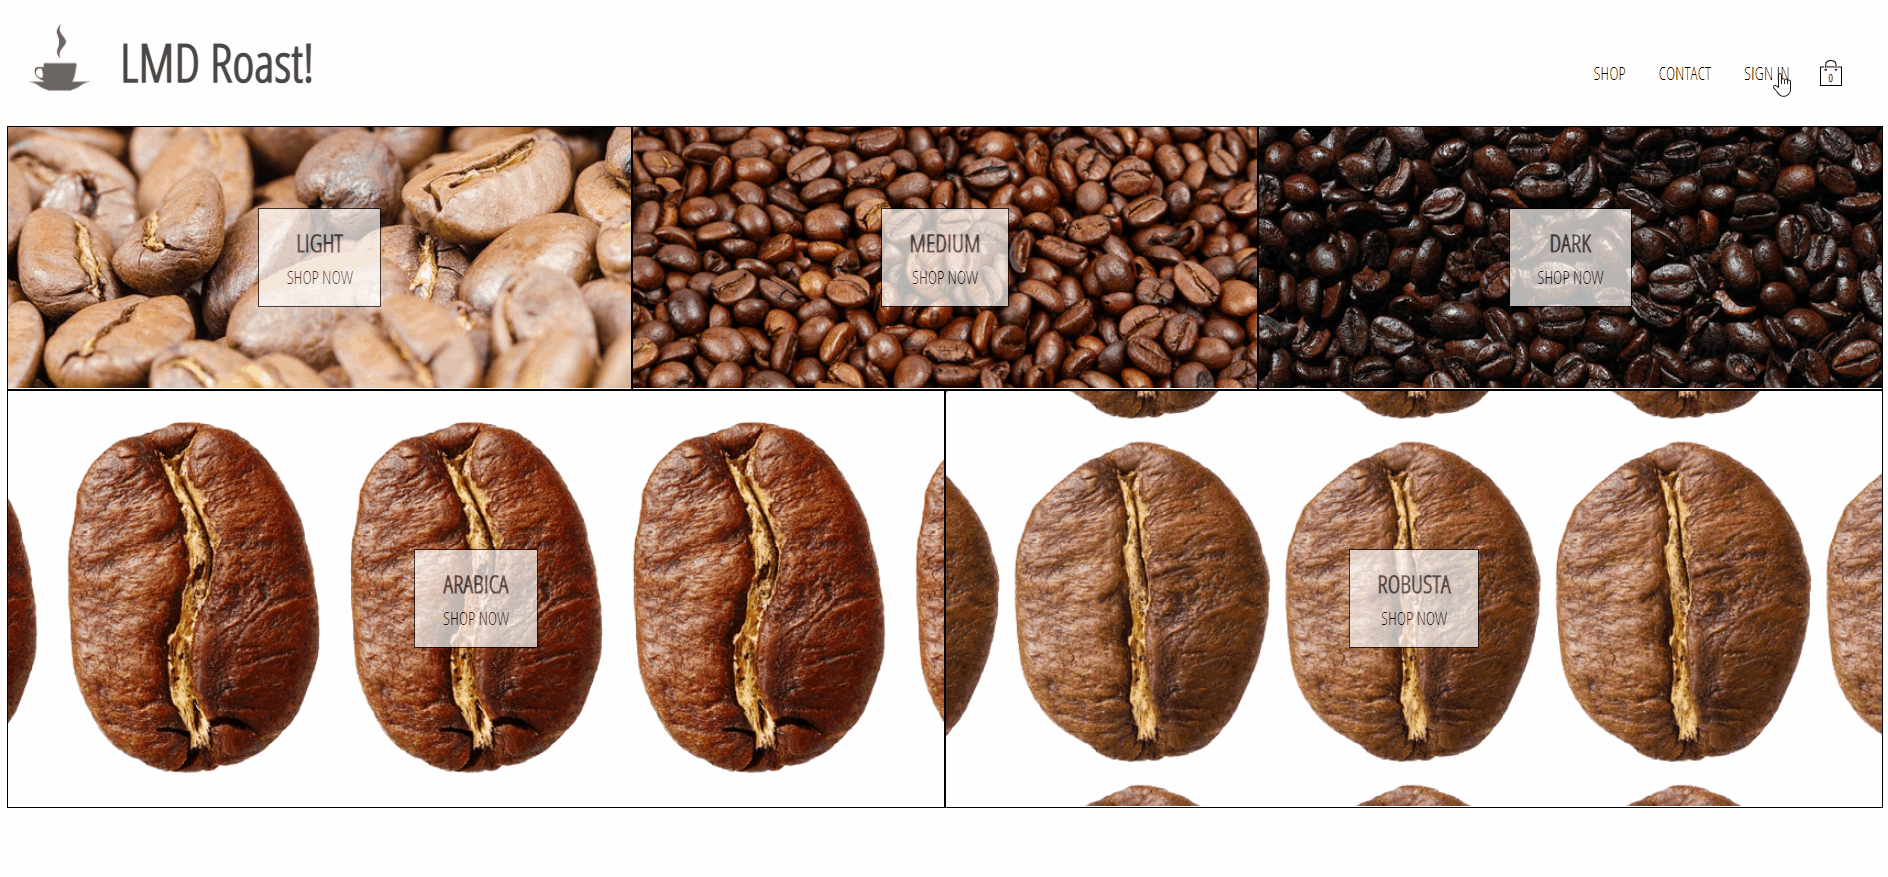 LMD Roast!
SHOP CONTACT SIGN IN 0
LIGHT
SHOP NOW
MEDIUM
SHOP NOW
DARK
SHOP NOW
ARABICA
SHOP NOW
ROBUSTA
SHOP NOW